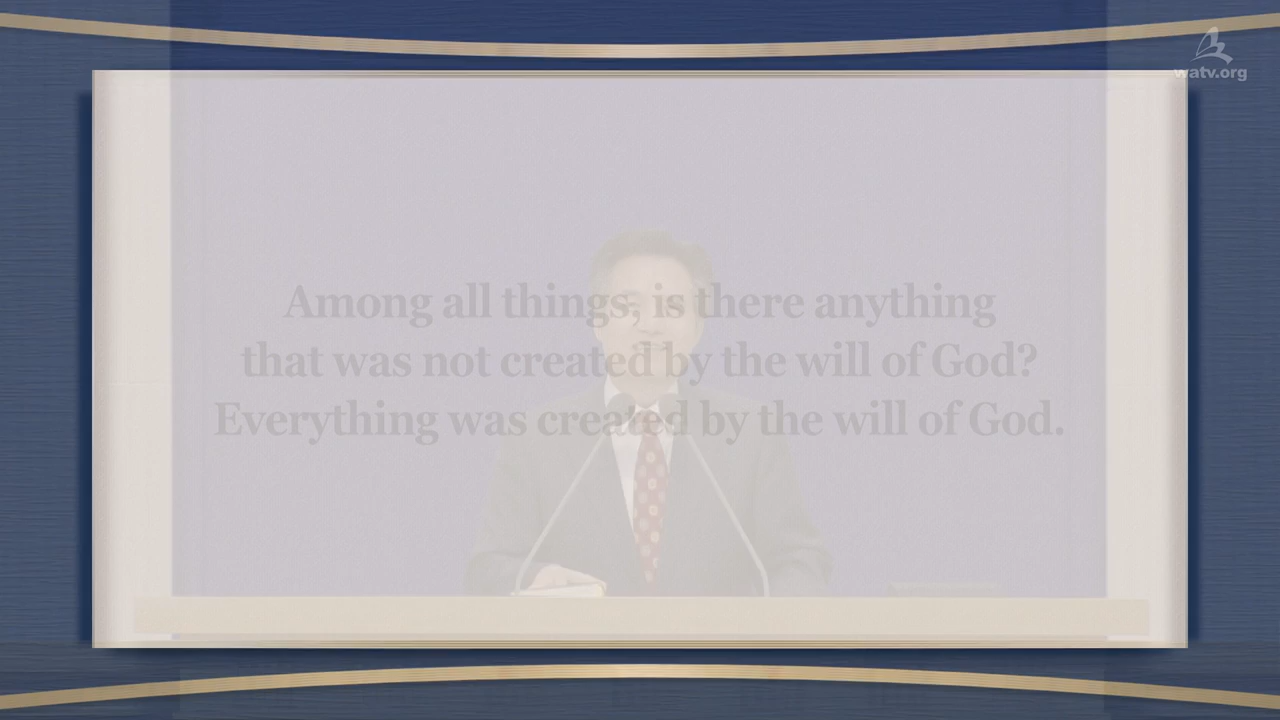 watv.org
Among all things, is there anything
that was not created by the will of God?
Everything was created by the will of God.